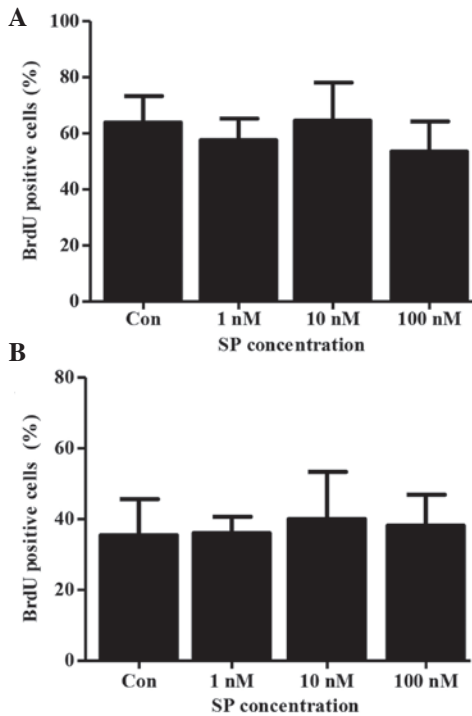 A
BrdU positive cells (%)
100
80
60
40
20
0
Con 1 nM 10 nM 100 nM
SP concentration
B
BrdU positive cells (%)
80
60
40
20
0
Con 1 nM 10 nM 100 nM
SP concentration